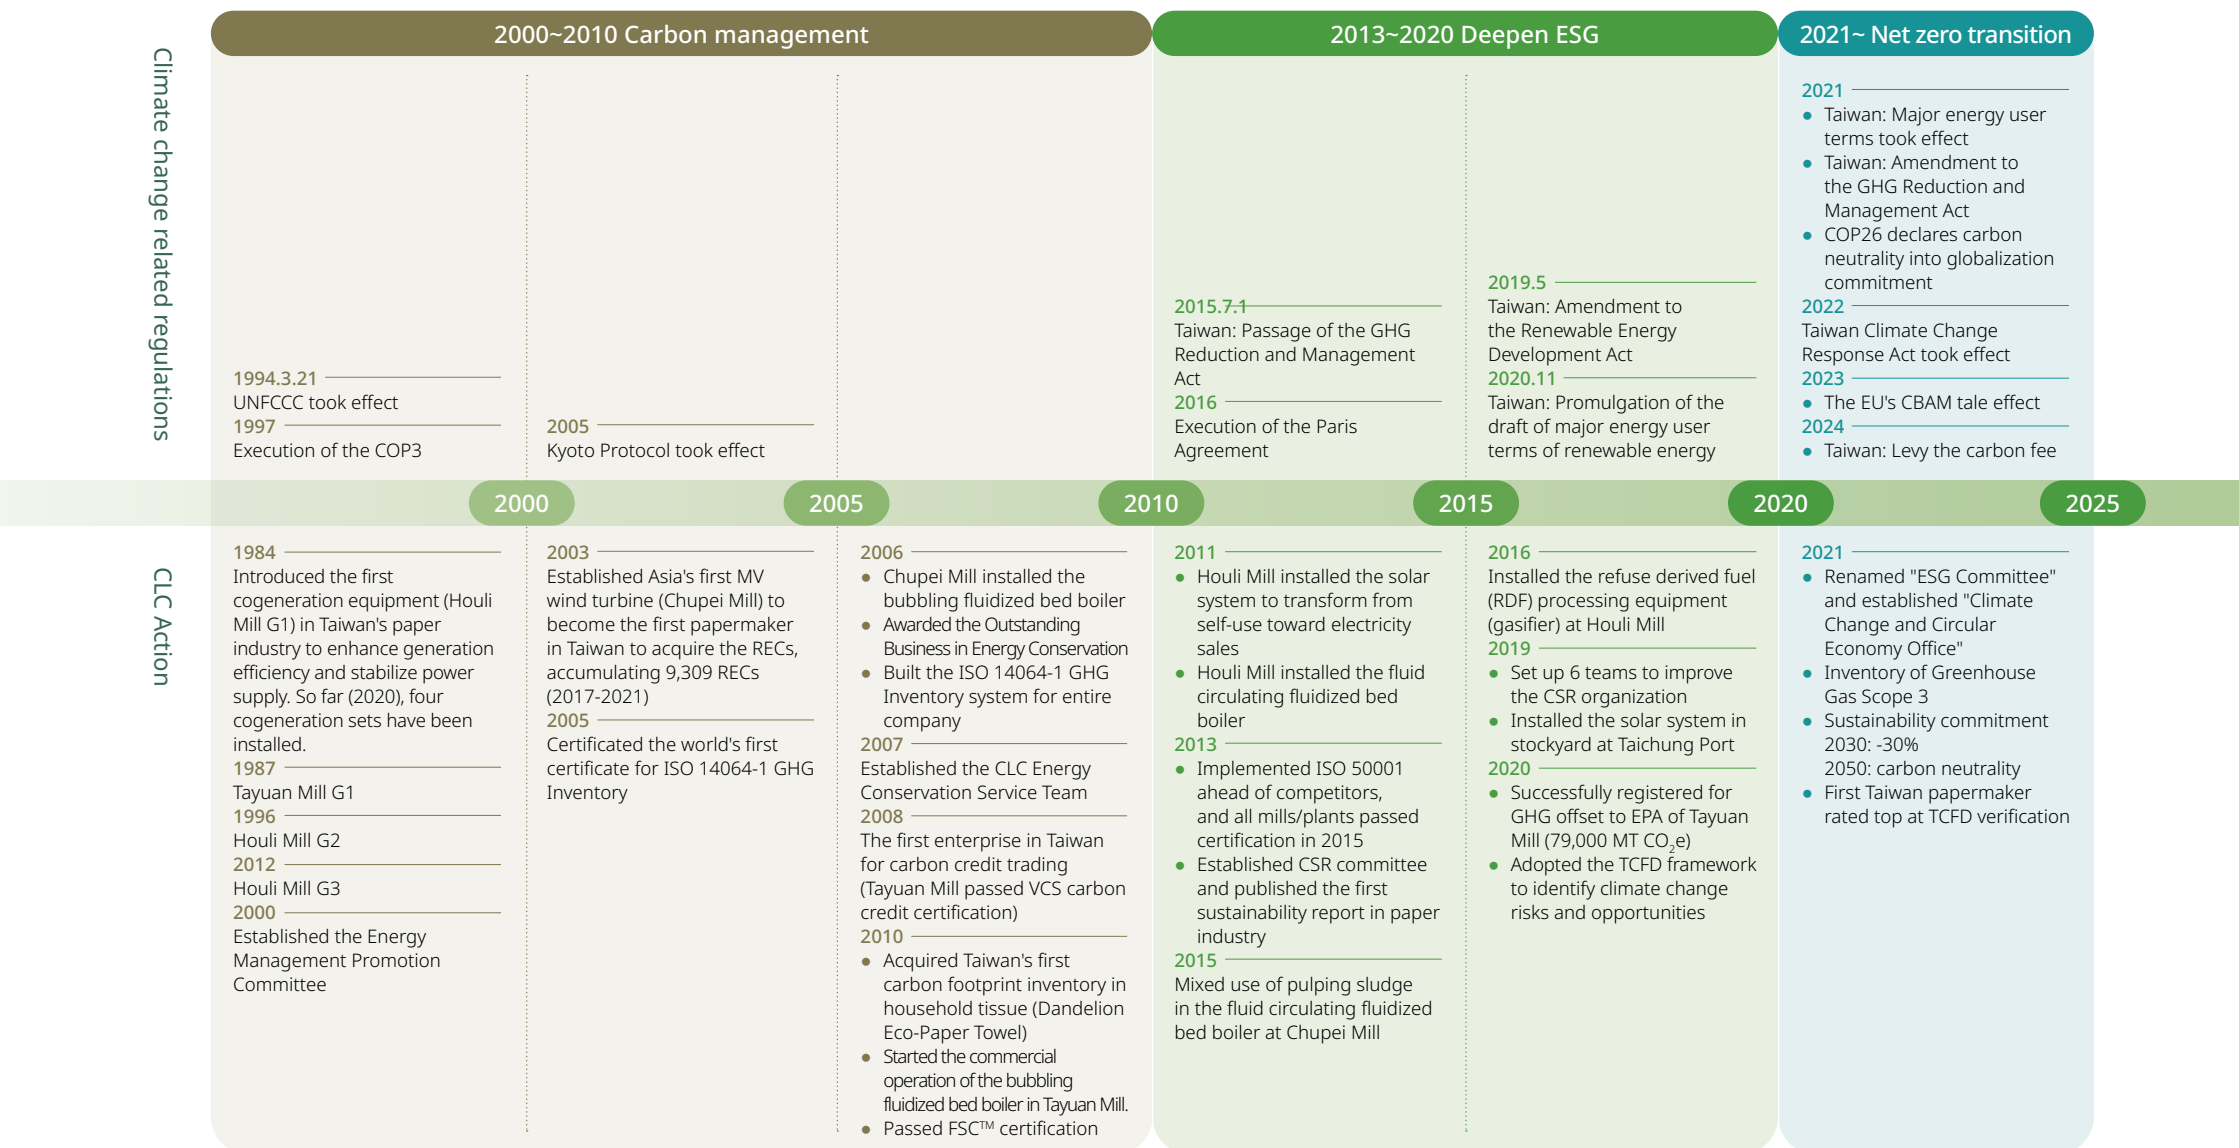 2000~2010 Carbon management
2013~2020 Deepen ESG
2021~ Net zero transition
Climate change related regulations
1994.3.21
UNFCCC took effect
1997
Execution of the COP3
2005
Kyoto Protocol took effect
2015.7.1
Taiwan: Passage of the GHG
Reduction and Management
Act
2016
Execution of the Paris
Agreement
2019.5
Taiwan: Amendment to
the Renewable Energy
Development Act
2020.11
Taiwan: Promulgation of the
draft of major energy user
terms of renewable energy
2021
● Taiwan: Major energy user
terms took effect
● Taiwan: Amendment to
the GHG Reduction and
Management Act
● COP26 declares carbon
neutrality into globalization
commitment
2022
Taiwan Climate Change
Response Act took effect
2023
● The EU's CBAM tale effect
2024
● Taiwan: Levy the carbon fee
2000
2005
2010
2015
2020
2025
CLC Action
1984
Introduced the first
cogeneration equipment (Houli
Mill G1) in Taiwan's paper
industry to enhance generation
efficiency and stabilize power
supply. So far (2020), four
cogeneration sets have been
installed.
1987
Tayuan Mill G1
1996
Houli Mill G2
2012
Houli Mill G3
2000
Established the Energy
Management Promotion
Committee
2003
Established Asia's first MV
wind turbine (Chupei Mill) to
become the first papermaker
in Taiwan to acquire the RECs,
accumulating 9,309 RECs
(2017-2021)
2005
Certificated the world's first
certificate for ISO 14064-1 GHG
Inventory
2006
● Chupei Mill installed the
bubbling fluidized bed boiler
● Awarded the Outstanding
Business in Energy Conservation
● Built the ISO 14064-1 GHG
Inventory system for entire
company
2007
Established the CLC Energy
Conservation Service Team
2008
The first enterprise in Taiwan
for carbon credit trading
(Tayuan Mill passed VCS carbon
credit certification)
2010
● Acquired Taiwan's first
carbon footprint inventory in
household tissue (Dandelion
Eco-Paper Towel)
● Started the commercial
operation of the bubbling
fluidized bed boiler in Tayuan Mill.
● Passed FSC™ certification
2011
● Houli Mill installed the solar
system to transform from
self-use toward electricity
sales
● Houli Mill installed the fluid
circulating fluidized bed
boiler
2013
● Implemented ISO 50001
ahead of competitors,
and all mills/plants passed
certification in 2015
● Established CSR committee
and published the first
sustainability report in paper
industry
2015
Mixed use of pulping sludge
in the fluid circulating fluidized
bed boiler at Chupei Mill
2016
Installed the refuse derived fuel
(RDF) processing equipment
(gasifier) at Houli Mill
2019
● Set up 6 teams to improve
the CSR organization
● Installed the solar system in
stockyard at Taichung Port
2020
● Successfully registered for
GHG offset to EPA of Tayuan
Mill (79,000 MT CO₂e)
● Adopted the TCFD framework
to identify climate change
risks and opportunities
2021
● Renamed "ESG Committee"
and established "Climate
Change and Circular
Economy Office"
● Inventory of Greenhouse
Gas Scope 3
● Sustainability commitment
2030: -30%
2050: carbon neutrality
● First Taiwan papermaker
rated top at TCFD verification